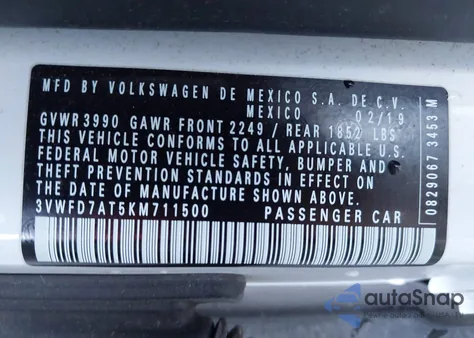 MFD BY VOLKSWAGEN DE MEXICO S.A. DE C.V.
MEXICO 02/19
GVWR 3990 GAWR FRONT 2249 / REAR 1852 LBS
THIS VEHICLE CONFORMS TO ALL APPLICABLE U.S.
FEDERAL MOTOR VEHICLE SAFETY, BUMPER AND
THEFT PREVENTION STANDARDS IN EFFECT ON
THE DATE OF MANUFACTURE SHOWN ABOVE.
3VWFD7AT5KM711500 PASSENGER CAR
0829067 3453 M
autoSnap